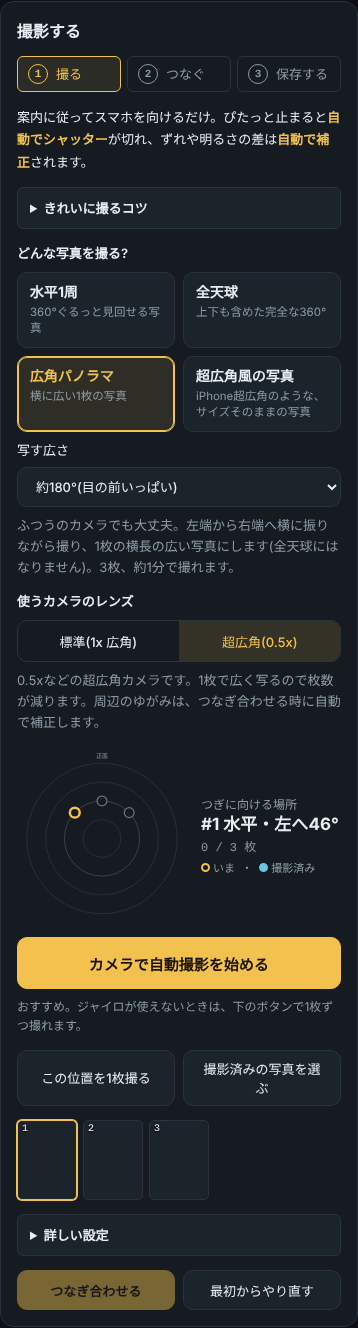 撮影する
1 撮る
2 つなぐ
3 保存する
案内に従ってスマホを向けるだけ。ぴたっと止まると自
動でシャッターが切れ、ずれや明るさの差は自動で補
正されます。
▶ きれいに撮るコツ
どんな写真を撮る?
水平1周
360°ぐるっと見回せる写
真
全天球
上下も含めた完全な360°
広角パノラマ
横に広い1枚の写真
超広角風の写真
iPhone超広角のような、
サイズそのままの写真
写す広さ
約180°(目の前いっぱい)
ふつうのカメラでも大丈夫。左端から右端へ横に振り
ながら撮り、1枚の横長の広い写真にします(全天球には
なりません)。3枚、約1分で撮れます。
使うカメラのレンズ
標準(1x 広角)
超広角(0.5x)
0.5xなどの超広角カメラです。1枚で広く写るので枚数
が減ります。周辺のゆがみは、つなぎ合わせる時に自動
で補正します。
正面
つぎに向ける場所
#1 水平・左へ46°
0 / 3 枚
いま ・ 撮影済み
カメラで自動撮影を始める
おすすめ。ジャイロが使えないときは、下のボタンで1枚ず
つ撮れます。
この位置を1枚撮る
撮影済みの写真を選
ぶ
1
2
3
▶ 詳しい設定
つなぎ合わせる
最初からやり直す